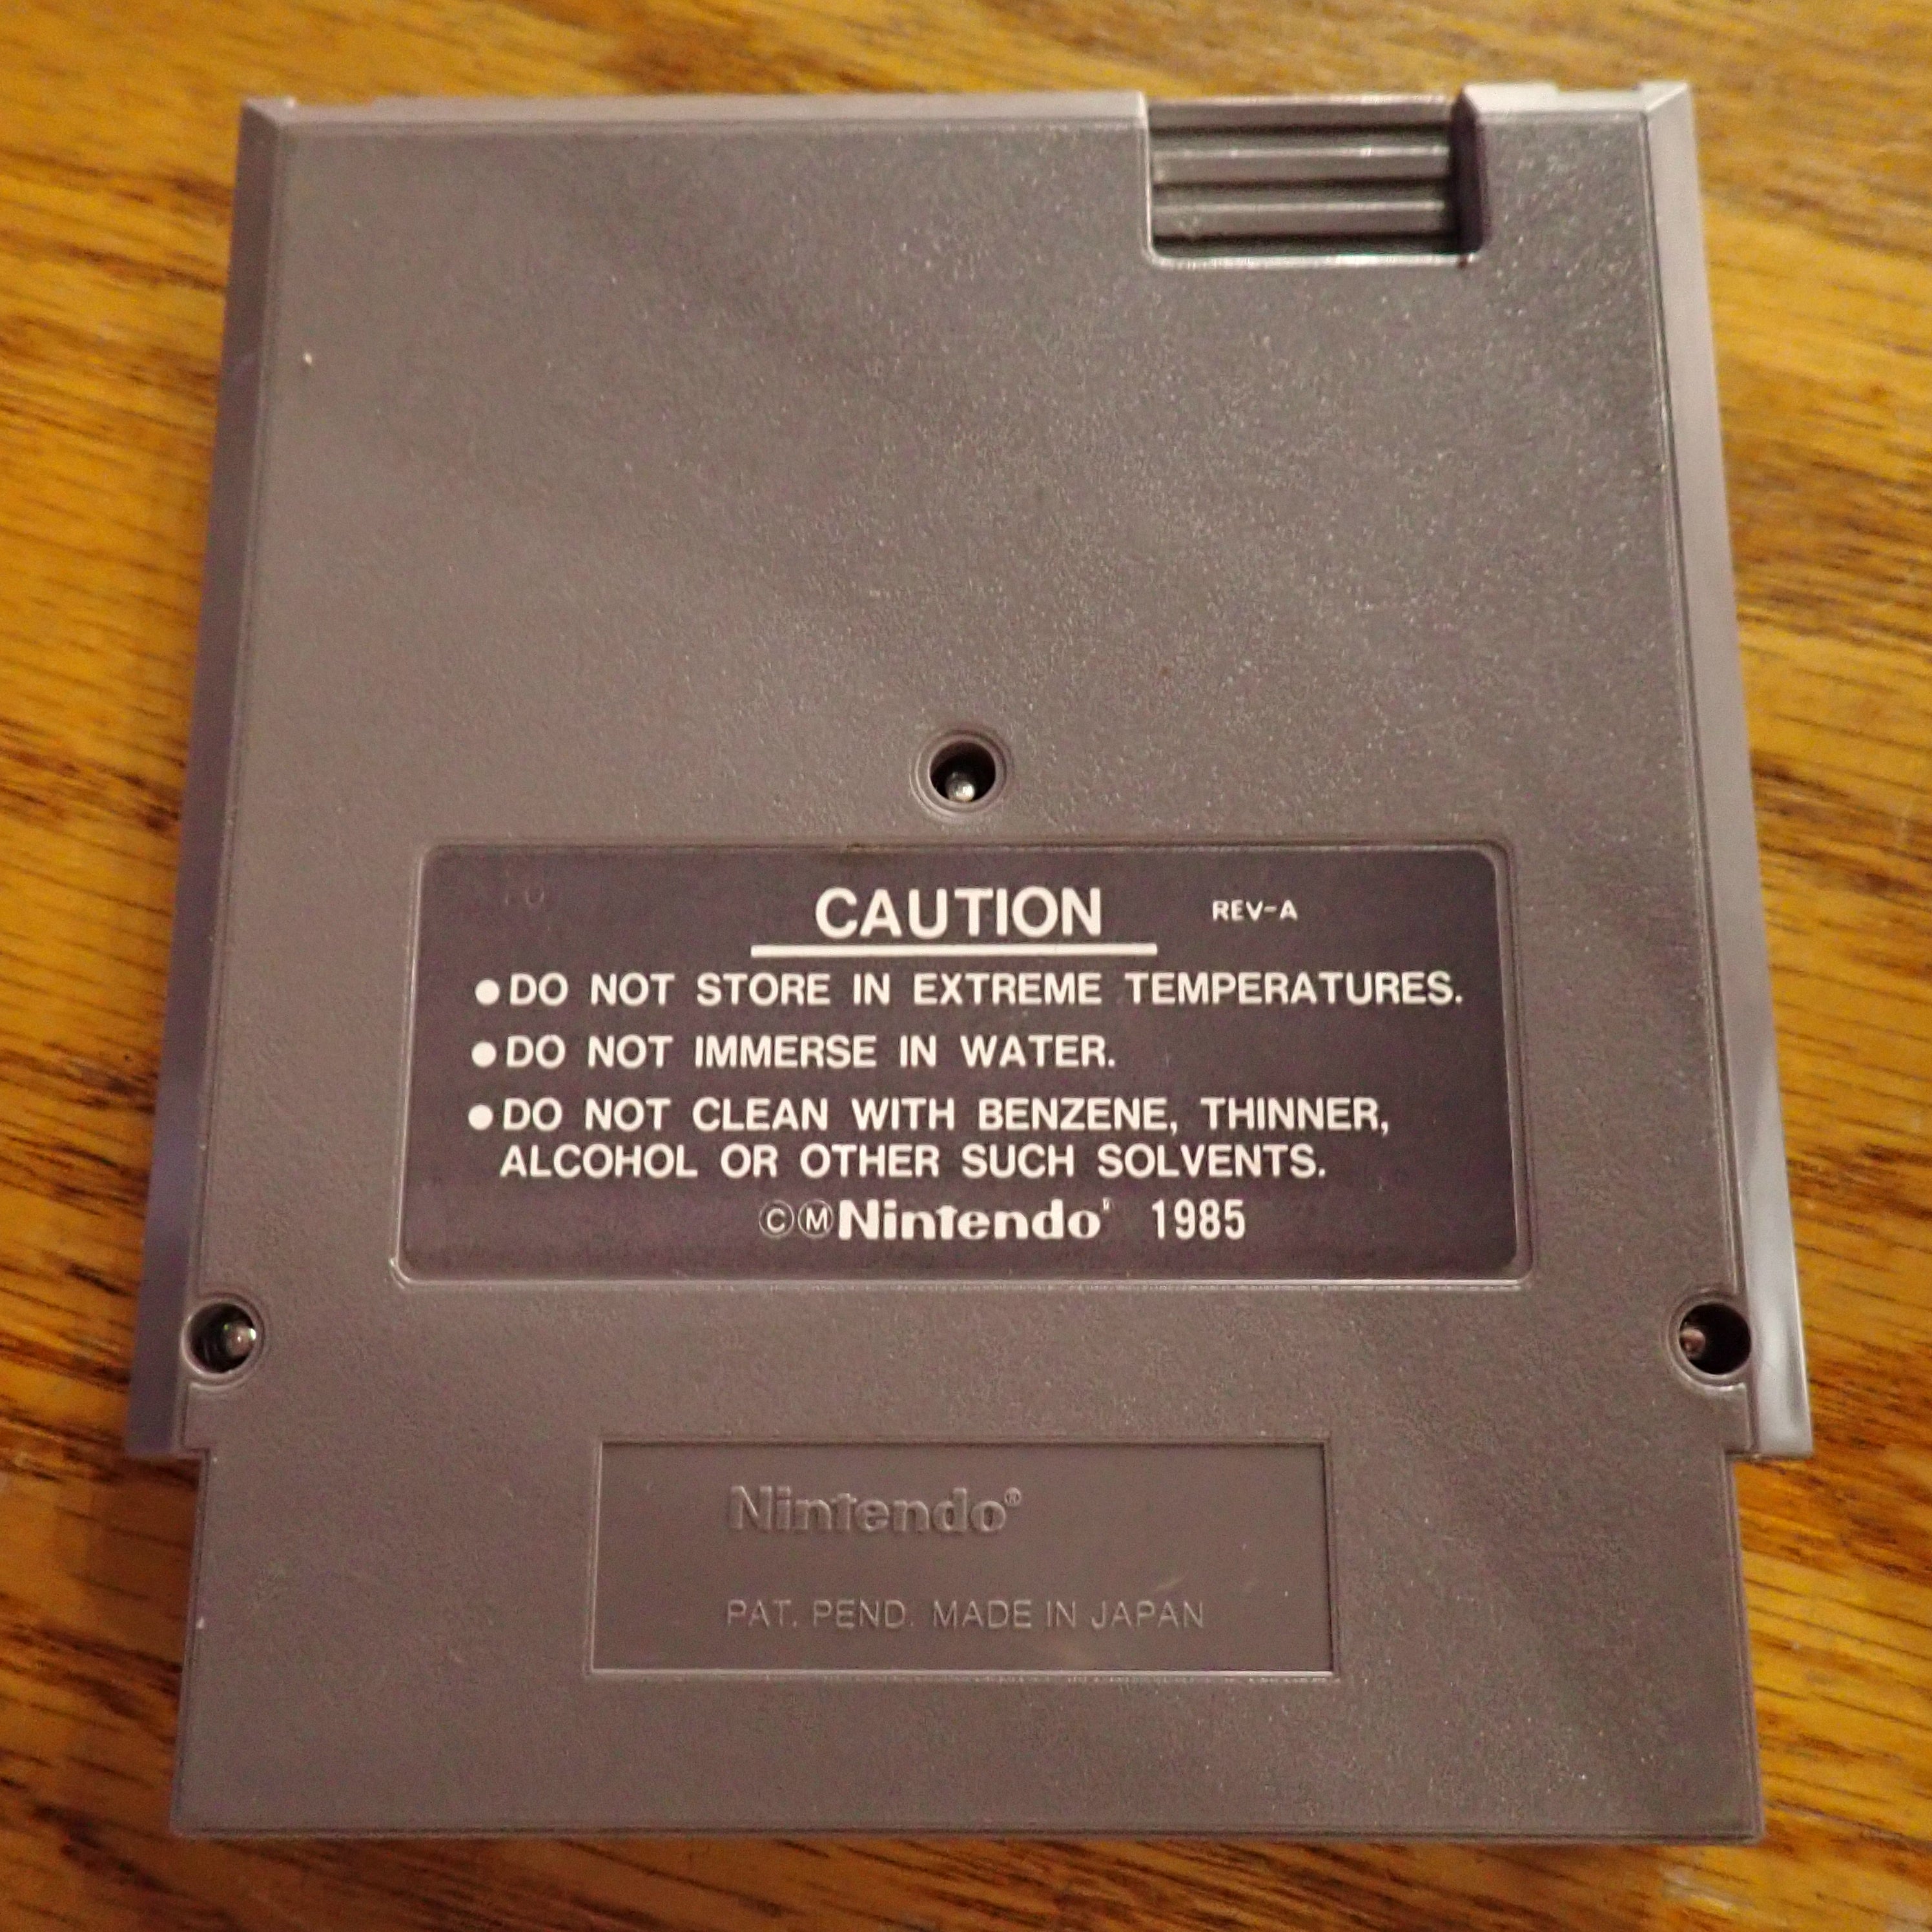 CAUTION REV-A
●DO NOT STORE IN EXTREME TEMPERATURES.
●DO NOT IMMERSE IN WATER.
●DO NOT CLEAN WITH BENZENE, THINNER,
ALCOHOL OR OTHER SUCH SOLVENTS.
©ⓂNintendo 1985
Nintendo®
PAT. PEND. MADE IN JAPAN